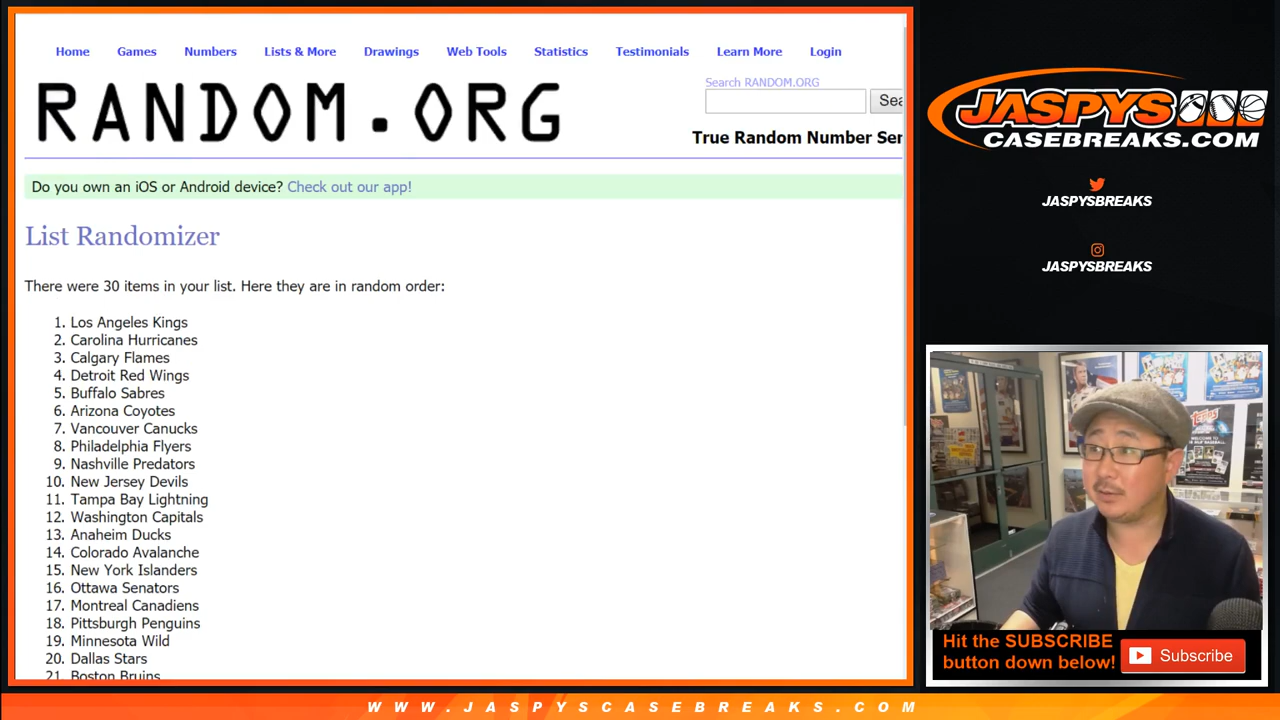 Home Games Numbers Lists & More Drawings Web Tools Statistics Testimonials Learn More Login
RANDOM.ORG
Search RANDOM.ORG
Sea
True Random Number Ser
Do you own an iOS or Android device? Check out our app!
List Randomizer
There were 30 items in your list. Here they are in random order:
1. Los Angeles Kings
2. Carolina Hurricanes
3. Calgary Flames
4. Detroit Red Wings
5. Buffalo Sabres
6. Arizona Coyotes
7. Vancouver Canucks
8. Philadelphia Flyers
9. Nashville Predators
10. New Jersey Devils
11. Tampa Bay Lightning
12. Washington Capitals
13. Anaheim Ducks
14. Colorado Avalanche
15. New York Islanders
16. Ottawa Senators
17. Montreal Canadiens
18. Pittsburgh Penguins
19. Minnesota Wild
20. Dallas Stars
21. Boston Bruins
JASPYS
CASEBREAKS.COM
JASPYSBREAKS
JASPYSBREAKS
topps
Hit the SUBSCRIBE
button down below!
Subscribe
WWW.JASPYSCASEBREAKS.COM